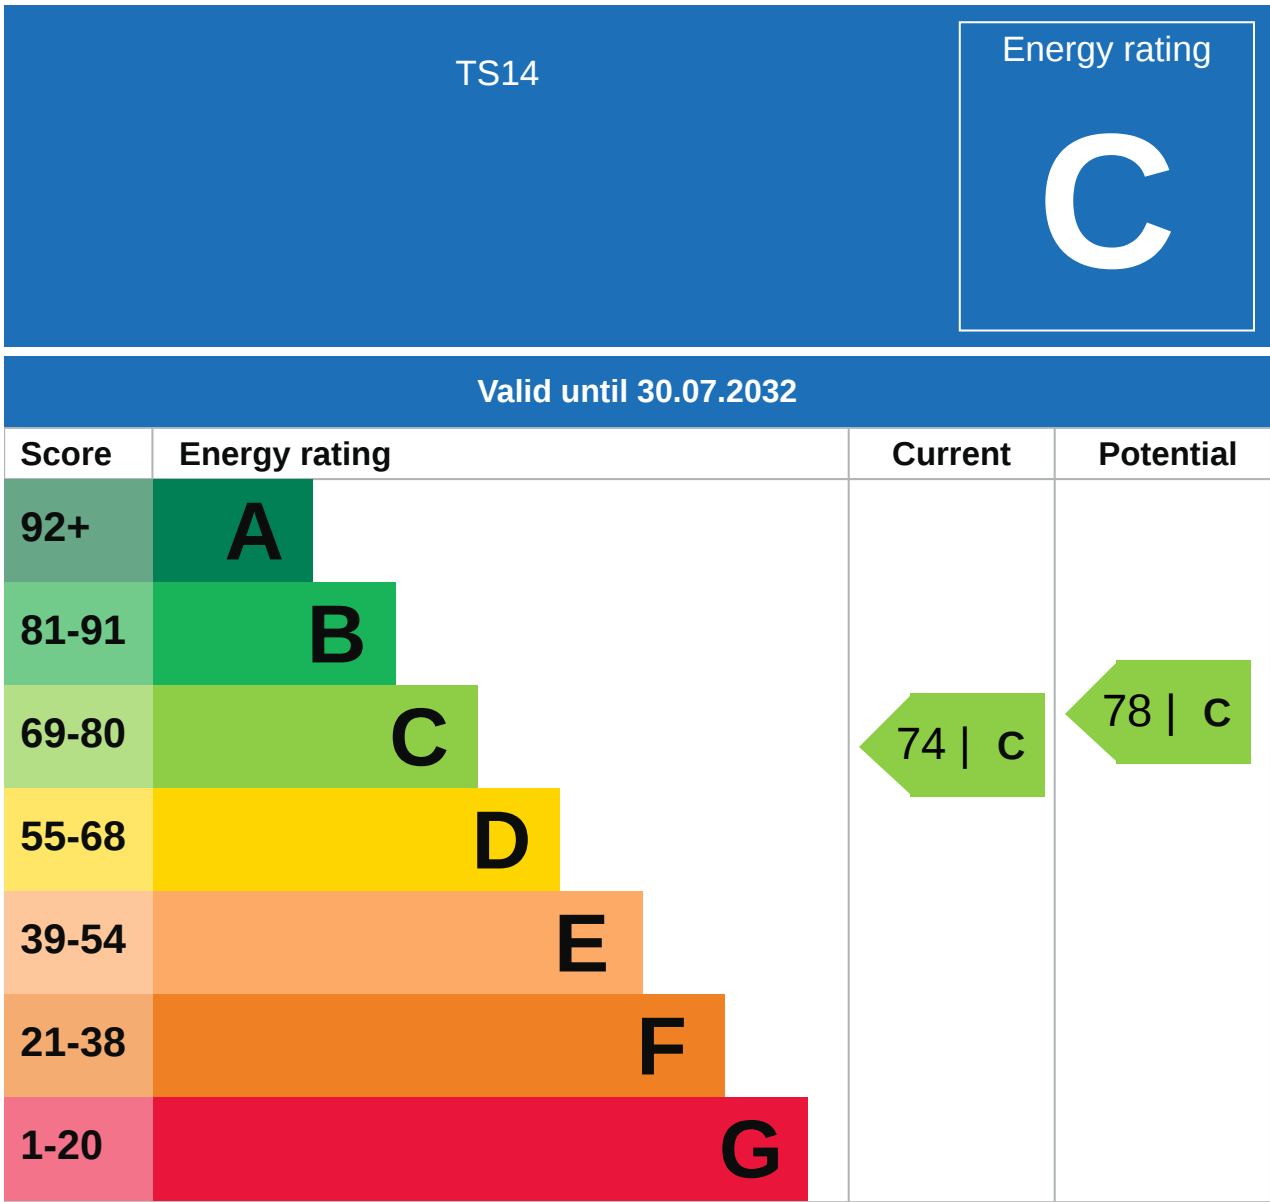 TS14
Energy rating
C
Valid until 30.07.2032
Score Energy rating Current Potential
92+ A
81-91 B
69-80 C 74 | C 78 | C
55-68 D
39-54 E
21-38 F
1-20 G